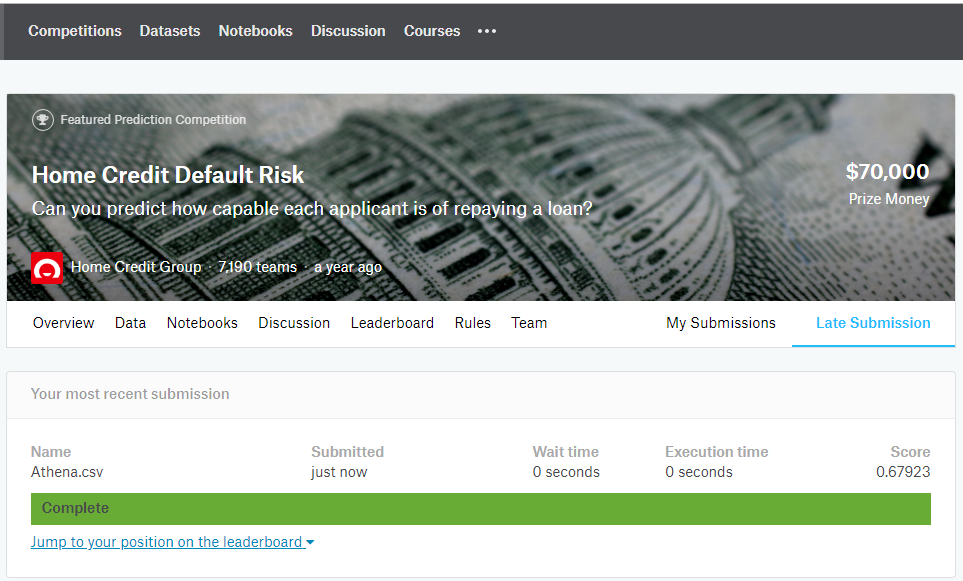 Competitions Datasets Notebooks Discussion Courses •••
Featured Prediction Competition
Home Credit Default Risk
Can you predict how capable each applicant is of repaying a loan?
$70,000
Prize Money
Home Credit Group · 7,190 teams · a year ago
Overview Data Notebooks Discussion Leaderboard Rules Team My Submissions Late Submission
Your most recent submission
Name Submitted Wait time Execution time Score
Athena.csv just now 0 seconds 0 seconds 0.67923
Complete
Jump to your position on the leaderboard